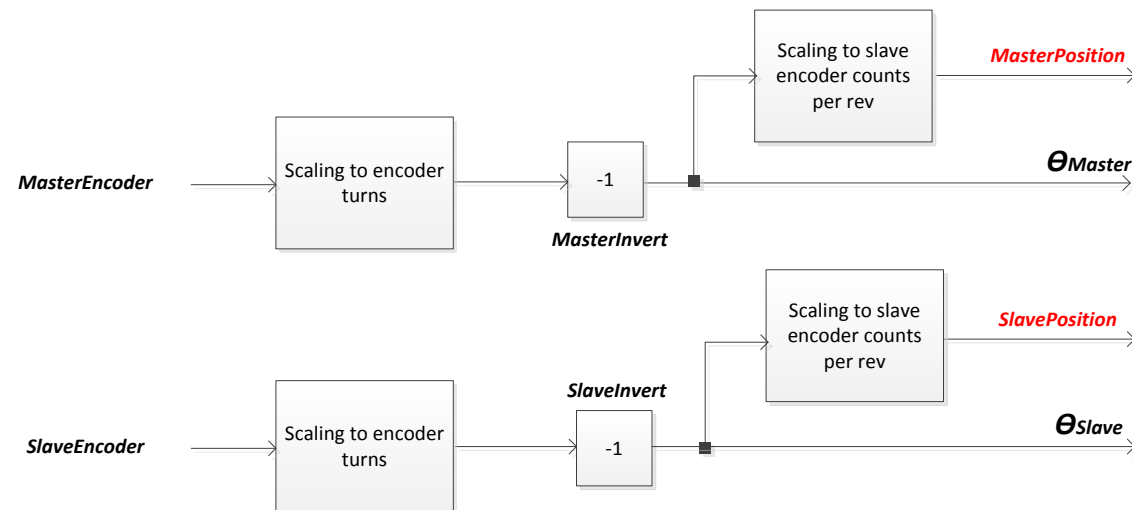 Scaling to slave
encoder counts
per rev
MasterPosition
MasterEncoder
Scaling to encoder
turns
-1
MasterInvert
ΘMaster
Scaling to slave
encoder counts
per rev
SlavePosition
SlaveEncoder
Scaling to encoder
turns
SlaveInvert
-1
ΘSlave